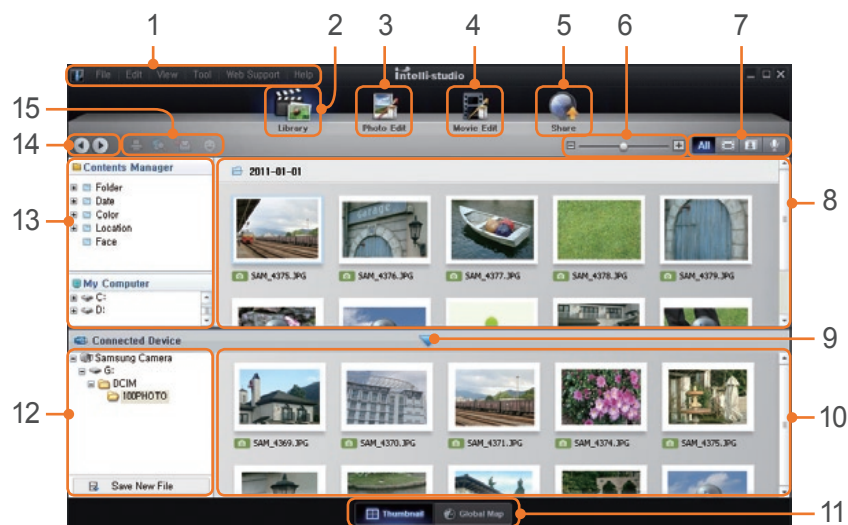 1 2 3 4 5 6 7
File Edit View Tool Web Support Help
intelli-studio
Library Photo Edit Movie Edit Share
15
14
All
Contents Manager
2011-01-01
Folder
Date
Color
Location
Face
13
8
SAM_4375.JPG SAM_4376.JPG SAM_4377.JPG SAM_4378.JPG SAM_4379.JPG
Garage
My Computer
C:
D:
Connected Device
9
Samsung Camera
G:
DCIM
100PHOTO
12
10
SAM_4369.JPG SAM_4370.JPG SAM_4371.JPG SAM_4374.JPG SAM_4375.JPG
Save New File
Thumbnail Global Map
11